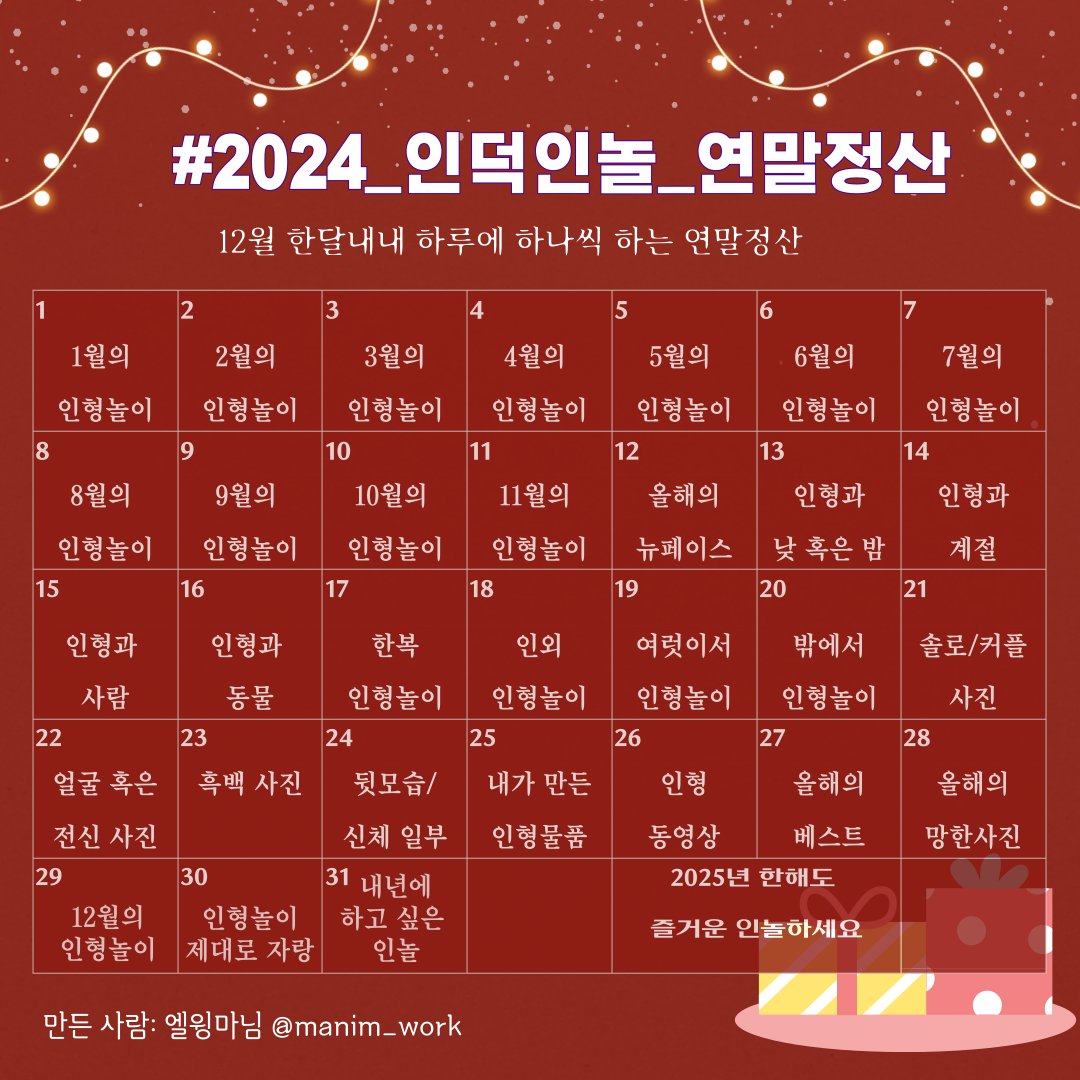 #2024_인덕인놀_연말정산
12월 한달내내 하루에 하나씩 하는 연말정산
1
1월의
인형놀이
2
2월의
인형놀이
3
3월의
인형놀이
4
4월의
인형놀이
5
5월의
인형놀이
6
6월의
인형놀이
7
7월의
인형놀이
8
8월의
인형놀이
9
9월의
인형놀이
10
10월의
인형놀이
11
11월의
인형놀이
12
올해의
뉴페이스
13
인형과
낮 혹은 밤
14
인형과
계절
15
인형과
사람
16
인형과
동물
17
한복
인형놀이
18
인외
인형놀이
19
여럿이서
인형놀이
20
밖에서
인형놀이
21
솔로/커플
사진
22
얼굴 혹은
전신 사진
23
흑백 사진
24
뒷모습/
신체 일부
25
내가 만든
인형물품
26
인형
동영상
27
올해의
베스트
28
올해의
망한사진
29
12월의
인형놀이
30
인형놀이
제대로 자랑
31
내년에
하고 싶은
인놀
2025년 한해도
즐거운 인놀하세요
만든 사람: 엘윙마님 @manim_work